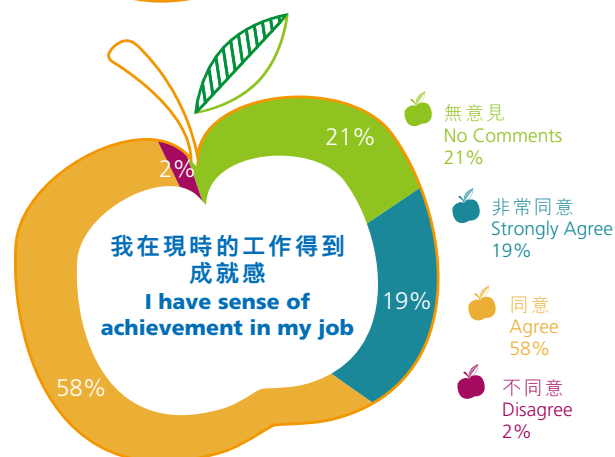 2%
21%
19%
58%
我在現時的工作得到
成就感
I have sense of
achievement in my job
無意見
No Comments
21%
非常同意
Strongly Agree
19%
同意
Agree
58%
不同意
Disagree
2%